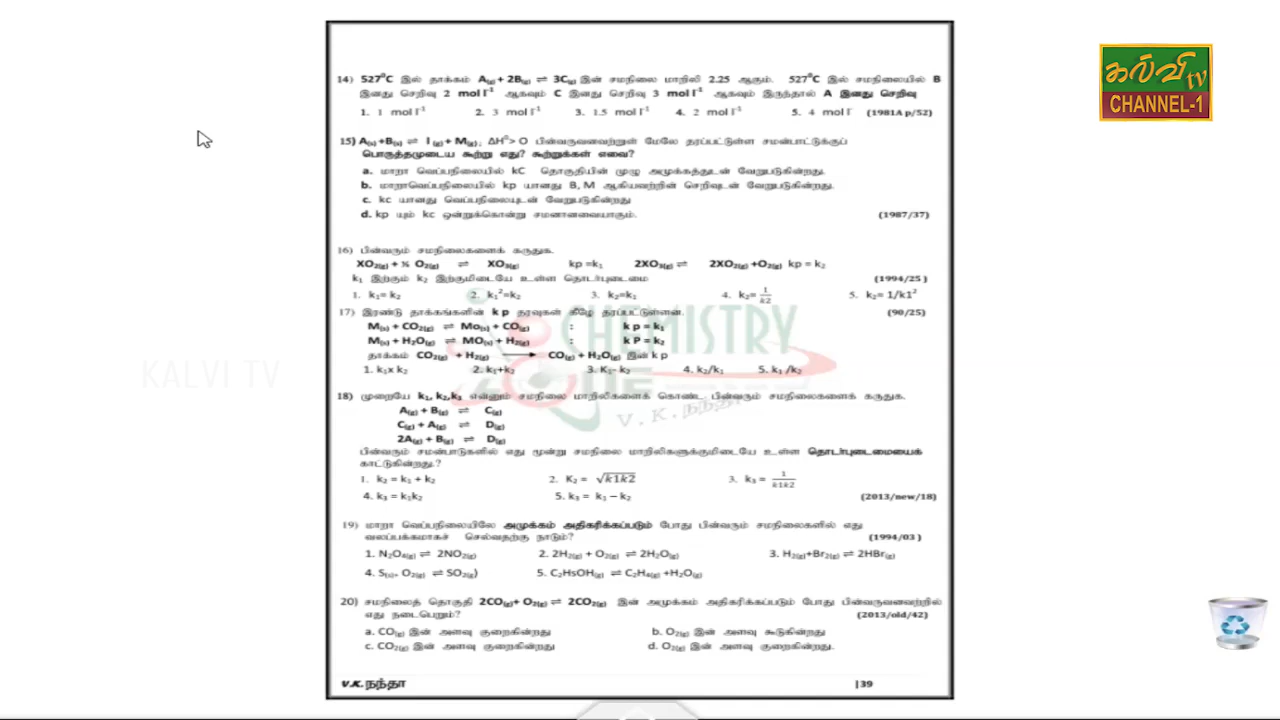 கல்வி tv
CHANNEL-1
14) 527⁰C இல் தாக்கம் A(g) + 2B(g) ⇌ 3C(g) இன் சமநிலை மாறிலி 2.25 ஆகும். 527⁰C இல் சமநிலையில் B
இனது செறிவு 2 mol l⁻¹ ஆகவும் C இனது செறிவு 3 mol l⁻¹ ஆகவும் இருந்தால் A இனது செறிவு
1. 1 mol l⁻¹ 2. 3 mol l⁻¹ 3. 1.5 mol l⁻¹ 4. 2 mol l⁻¹ 5. 4 mol l⁻ (1981A p/52)
15) A(s) +B(s) ⇌ l (g) + M(g) ; ΔH⁰> O பின்வருவனவற்றுள் மேலே தரப்பட்டுள்ள சமன்பாட்டுக்குப்
பொருத்தமுடைய கூற்று எது? கூற்றுக்கள் எவை?
a. மாறா வெப்பநிலையில் kC தொகுதியின் முழு அமுக்கத்துடன் வேறுபடுகின்றது.
b. மாறாவெப்பநிலையில் kp யானது B, M ஆகியவற்றின் செறிவுடன் வேறுபடுகின்றது.
c. kc யானது வெப்பநிலையுடன் வேறுபடுகின்றது
d. kp யும் kc ஒன்றுக்கொன்று சமனானவையாகும். (1987/37)
16) பின்வரும் சமநிலைகளைக் கருதுக.
XO₂(g) + ½ O₂(g) ⇌ XO₃(g) kp =k₁ 2XO₃(g) ⇌ 2XO₂(g) +O₂(g) kp = k₂
k₁ இற்கும் k₂ இற்குமிடையே உள்ள தொடர்புடைமை (1994/25)
1. k₁= k₂ 2. k₁²=k₂ 3. k₂=k₁ 4. k₂= 1/k2 5. k₂= 1/k1²
17) இரண்டு தாக்கங்களின் k p தரவுகள் கீழே தரப்பட்டுள்ளன. (90/25)
M(s) + CO₂(g) ⇌ Mo(s) + CO(g) : k p = k₁
M(s) + H₂O(g) ⇌ MO(s) + H₂(g) : k P = k₂
தாக்கம் CO₂(g) + H₂(g) ⟶ CO(g) + H₂O(g) இன் k p
1. k₁x k₂ 2. k₁+k₂ 3. K₁- k₂ 4. k₂/k₁ 5. k₁ /k₂
CHEMISTRY
V.K.நந்தா
KALVI TV
18) முறையே k₁, k₂,k₃ என்னும் சமநிலை மாறிலிகளைக் கொண்ட பின்வரும் சமநிலைகளைக் கருதுக.
A(g) + B(g) ⇌ C(g)
C(g) + A(g) ⇌ D(g)
2A(g) + B(g) ⇌ D(g)
பின்வரும் சமன்பாடுகளில் எது மூன்று சமநிலை மாறிலிகளுக்குமிடையே உள்ள தொடர்புடைமையைக்
காட்டுகின்றது.?
1. k₂ = k₁ + k₂ 2. K₂ = √k1k2 3. k₃ = 1/k1k2
4. k₃ = k₁k₂ 5. k₃ = k₁ – k₂ (2013/new/18)
19) மாறா வெப்பநிலையிலே அமுக்கம் அதிகரிக்கப்படும் போது பின்வரும் சமநிலைகளில் எது
வலப்பக்கமாகச் செல்வதற்கு நாடும்? (1994/03 )
1. N₂O₄(g) ⇌ 2NO₂(g) 2. 2H₂(g) + O₂(g) ⇌ 2H₂O(g) 3. H₂(g)+Br₂(g) ⇌ 2HBr(g)
4. S(s)+ O₂(g) ⇌ SO₂(g) 5. C₂H₅OH(g) ⇌ C₂H₄(g) +H₂O(g)
20) சமநிலைத் தொகுதி 2CO(g)+ O₂(g) ⇌ 2CO₂(g) இன் அமுக்கம் அதிகரிக்கப்படும் போது பின்வருவனவற்றில்
எது நடைபெறும்? (2013/old/42)
a. CO(g) இன் அளவு குறைகின்றது b. O₂(g) இன் அளவு கூடுகின்றது
c. CO₂(g) இன் அளவு குறைகின்றது d. O₂(g) இன் அளவு குறைகின்றது.
V.K.நந்தா |39